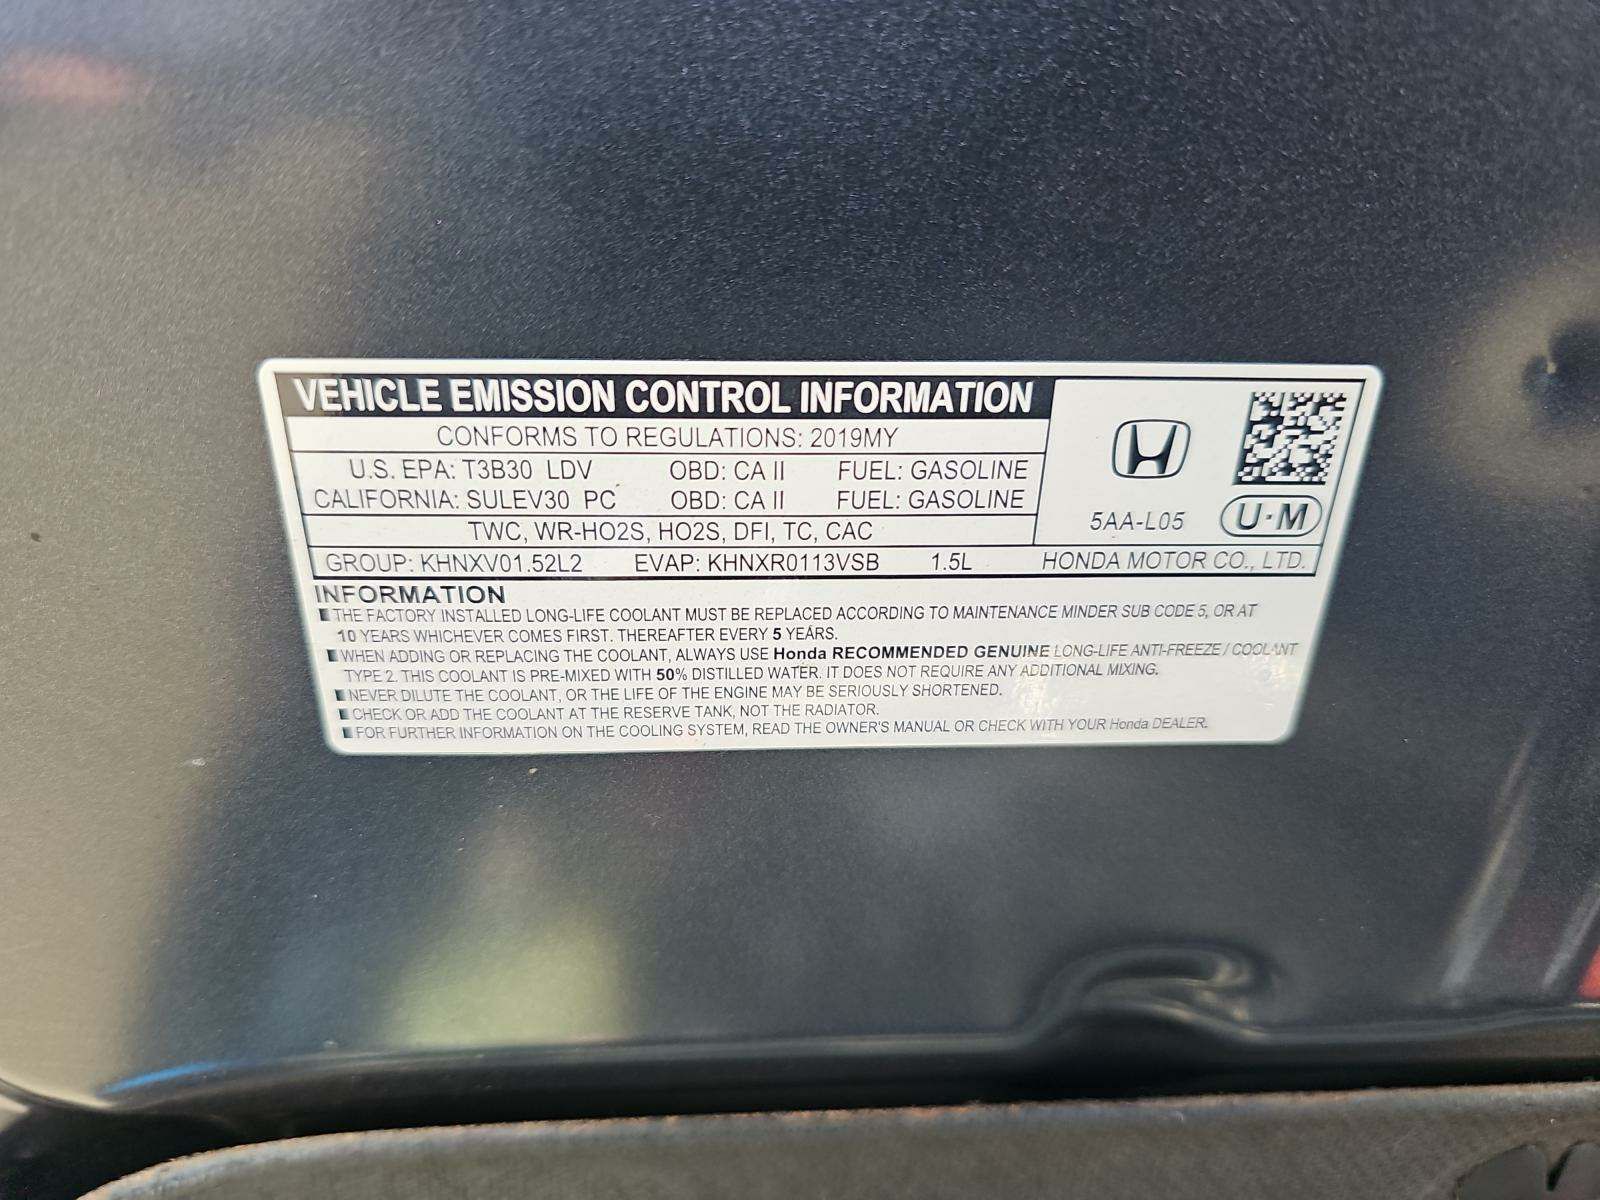 VEHICLE EMISSION CONTROL INFORMATION
CONFORMS TO REGULATIONS: 2019MY
U.S. EPA: T3B30 LDV OBD: CA II FUEL: GASOLINE
CALIFORNIA: SULEV30 PC OBD: CA II FUEL: GASOLINE
TWC, WR-HO2S, HO2S, DFI, TC, CAC
5AA-L05 U·M
GROUP: KHNXV01.52L2 EVAP: KHNXR0113VSB 1.5L HONDA MOTOR CO., LTD.
INFORMATION
THE FACTORY INSTALLED LONG-LIFE COOLANT MUST BE REPLACED ACCORDING TO MAINTENANCE MINDER SUB CODE 5, OR AT
10 YEARS WHICHEVER COMES FIRST. THEREAFTER EVERY 5 YEARS.
WHEN ADDING OR REPLACING THE COOLANT, ALWAYS USE Honda RECOMMENDED GENUINE LONG-LIFE ANTI-FREEZE / COOLANT
TYPE 2. THIS COOLANT IS PRE-MIXED WITH 50% DISTILLED WATER. IT DOES NOT REQUIRE ANY ADDITIONAL MIXING.
NEVER DILUTE THE COOLANT, OR THE LIFE OF THE ENGINE MAY BE SERIOUSLY SHORTENED.
CHECK OR ADD THE COOLANT AT THE RESERVE TANK, NOT THE RADIATOR.
FOR FURTHER INFORMATION ON THE COOLING SYSTEM, READ THE OWNER'S MANUAL OR CHECK WITH YOUR Honda DEALER.